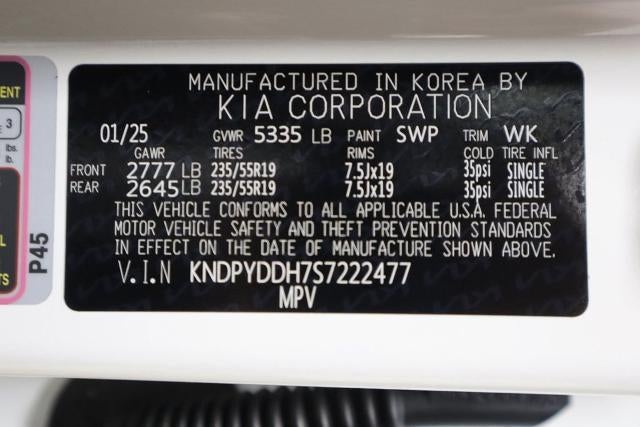 MANUFACTURED IN KOREA BY
KIA CORPORATION
01/25 GVWR 5335 LB PAINT SWP TRIM WK
GAWR TIRES RIMS COLD TIRE INFL
FRONT 2777 LB 235/55R19 7.5Jx19 35psi SINGLE
REAR 2645 LB 235/55R19 7.5Jx19 35psi SINGLE
THIS VEHICLE CONFORMS TO ALL APPLICABLE U.S.A. FEDERAL
MOTOR VEHICLE SAFETY AND THEFT PREVENTION STANDARDS
IN EFFECT ON THE DATE OF MANUFACTURE SHOWN ABOVE.
V.I.N KNDPYDDH7S7222477
MPV
P45
3
lbs.
lb.